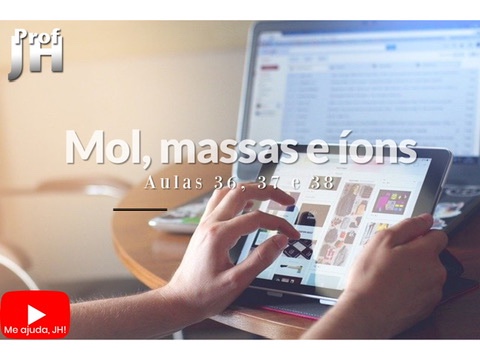 Prof
JH
Mol, massas e íons
Aulas 36, 37 e 38
Me ajuda, JH!